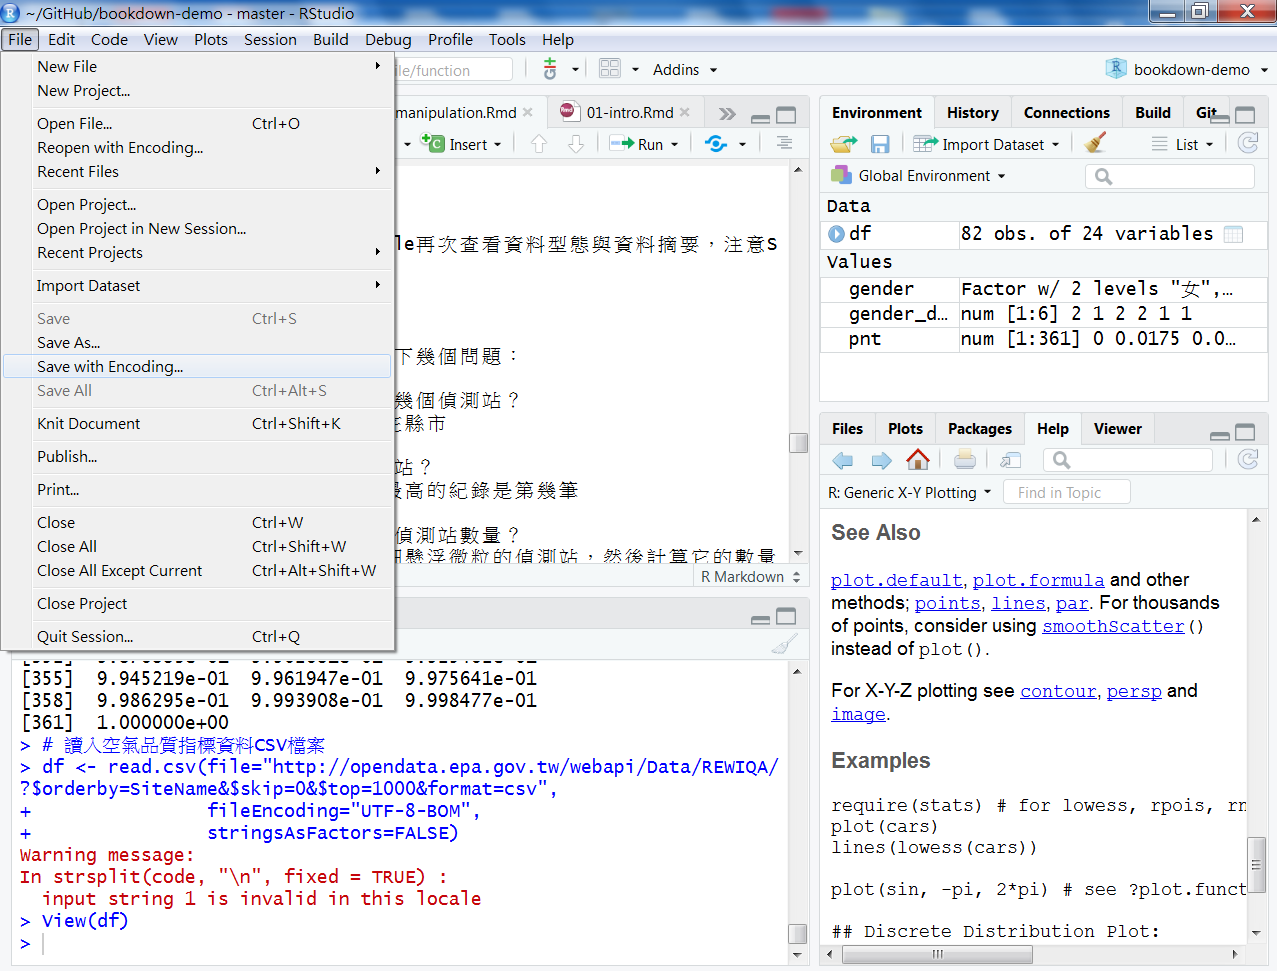 ~/GitHub/bookdown-demo - master - RStudio
File Edit Code View Plots Session Build Debug Profile Tools Help
New File
New Project...
Open File... Ctrl+O
Reopen with Encoding...
Recent Files
Open Project...
Open Project in New Session...
Recent Projects
Import Dataset
Save Ctrl+S
Save As...
Save with Encoding...
Save All Ctrl+Alt+S
Knit Document Ctrl+Shift+K
Publish...
Print...
Close Ctrl+W
Close All Ctrl+Shift+W
Close All Except Current Ctrl+Alt+Shift+W
Close Project
Quit Session... Ctrl+Q
ile/function
Addins
bookdown-demo
manipulation.Rmd 01-intro.Rmd
Insert Run
le再次查看資料型態與資料摘要，注意S
下幾個問題：
幾個偵測站？
在縣市
站？
最高的紀錄是第幾筆
偵測站數量？
細懸浮微粒的偵測站，然後計算它的數量
R Markdown
[355] 9.945219e-01 9.961947e-01 9.975641e-01
[358] 9.986295e-01 9.993908e-01 9.998477e-01
[361] 1.000000e+00
> # 讀入空氣品質指標資料CSV檔案
> df <- read.csv(file="http://opendata.epa.gov.tw/webapi/Data/REWIQA/
?$orderby=SiteName&$skip=0&$top=1000&format=csv",
+ fileEncoding="UTF-8-BOM",
+ stringsAsFactors=FALSE)
Warning message:
In strsplit(code, "\n", fixed = TRUE) :
input string 1 is invalid in this locale
> View(df)
>
Environment History Connections Build Git
Import Dataset List
Global Environment
Data
df 82 obs. of 24 variables
Values
gender Factor w/ 2 levels "女",…
gender_d… num [1:6] 2 1 2 2 1 1
pnt num [1:361] 0 0.0175 0.0…
Files Plots Packages Help Viewer
R: Generic X-Y Plotting Find in Topic
See Also
plot.default, plot.formula and other
methods; points, lines, par. For thousands
of points, consider using smoothScatter()
instead of plot().
For X-Y-Z plotting see contour, persp and
image.
Examples
require(stats) # for lowess, rpois, rn
plot(cars)
lines(lowess(cars))
plot(sin, -pi, 2*pi) # see ?plot.funct
## Discrete Distribution Plot: